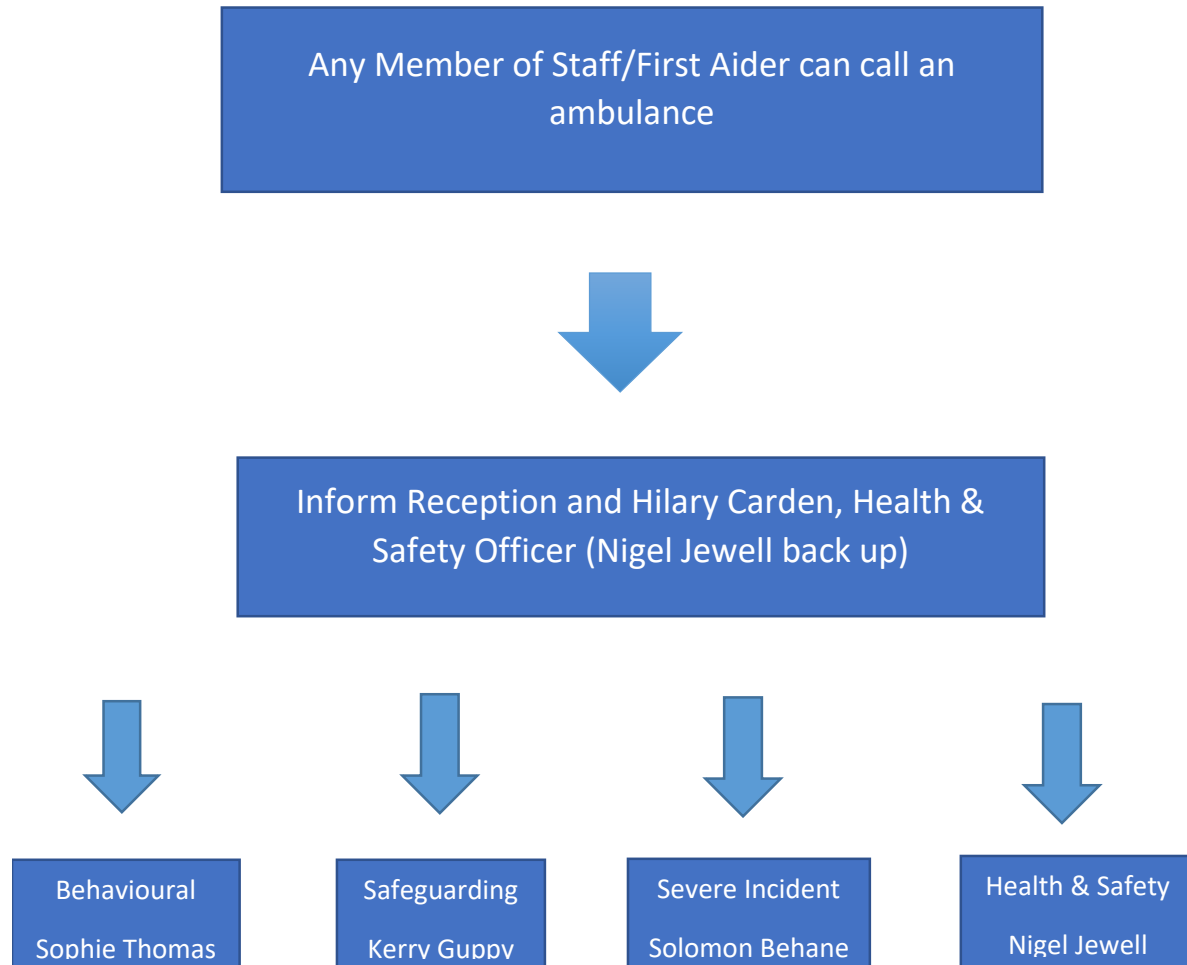 Any Member of Staff/First Aider can call an
ambulance
Inform Reception and Hilary Carden, Health &
Safety Officer (Nigel Jewell back up)
Behavioural
Sophie Thomas
Safeguarding
Kerry Guppy
Severe Incident
Solomon Behane
Health & Safety
Nigel Jewell